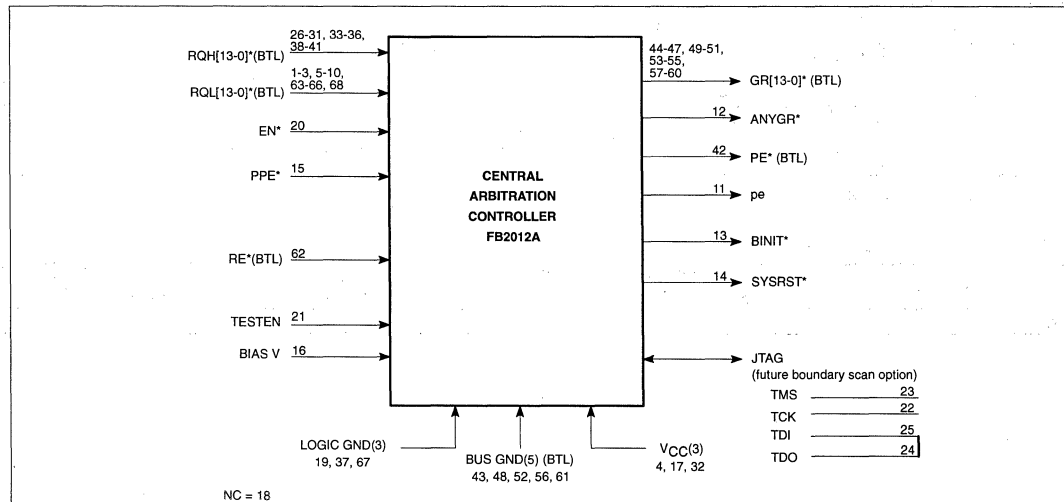 26-31, 33-36,
38-41
RQH[13-0]*(BTL)
1-3, 5-10,
63-66, 68
RQL[13-0]*(BTL)
EN* 20
PPE* 15
RE*(BTL) 62
TESTEN 21
BIAS V 16
CENTRAL
ARBITRATION
CONTROLLER
FB2012A
44-47, 49-51,
53-55,
57-60
GR[13-0]* (BTL)
12 ANYGR*
42 PE* (BTL)
11 pe
13 BINIT*
14 SYSRST*
JTAG
(future boundary scan option)
TMS 23
TCK 22
TDI 25
TDO 24
LOGIC GND(3)
19, 37, 67
BUS GND(5) (BTL)
43, 48, 52, 56, 61
VCC(3)
4, 17, 32
NC = 18